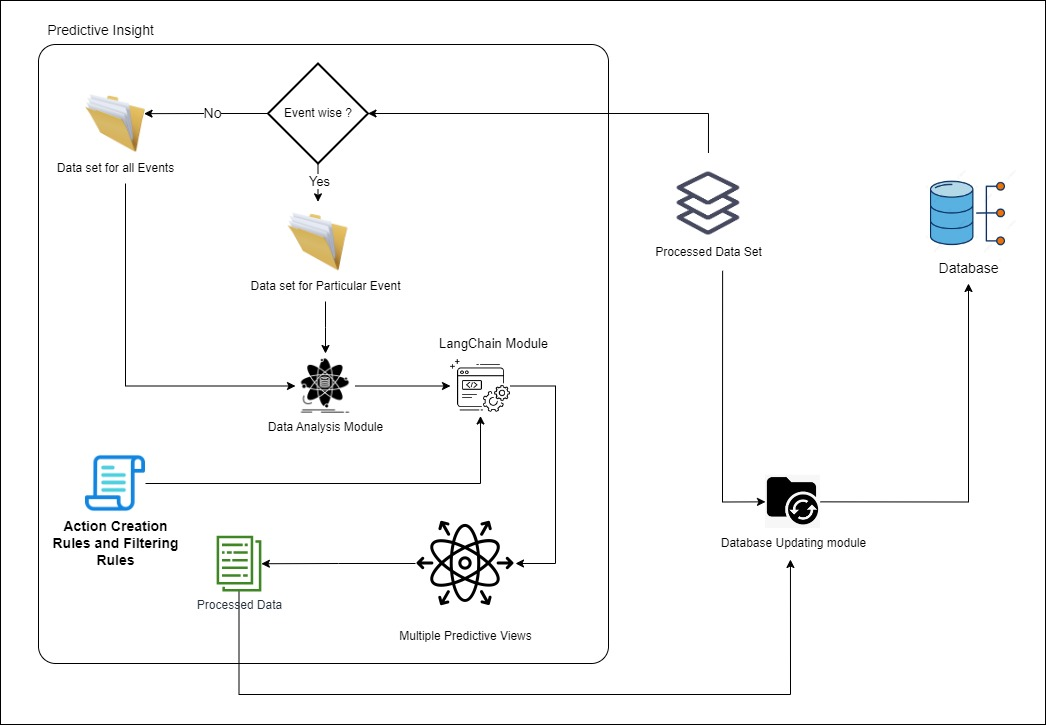 Predictive Insight
Event wise ?
No
Data set for all Events
Yes
Data set for Particular Event
Processed Data Set
Database
LangChain Module
</>
Data Analysis Module
Action Creation
Rules and Filtering
Rules
Processed Data
Multiple Predictive Views
Database Updating module